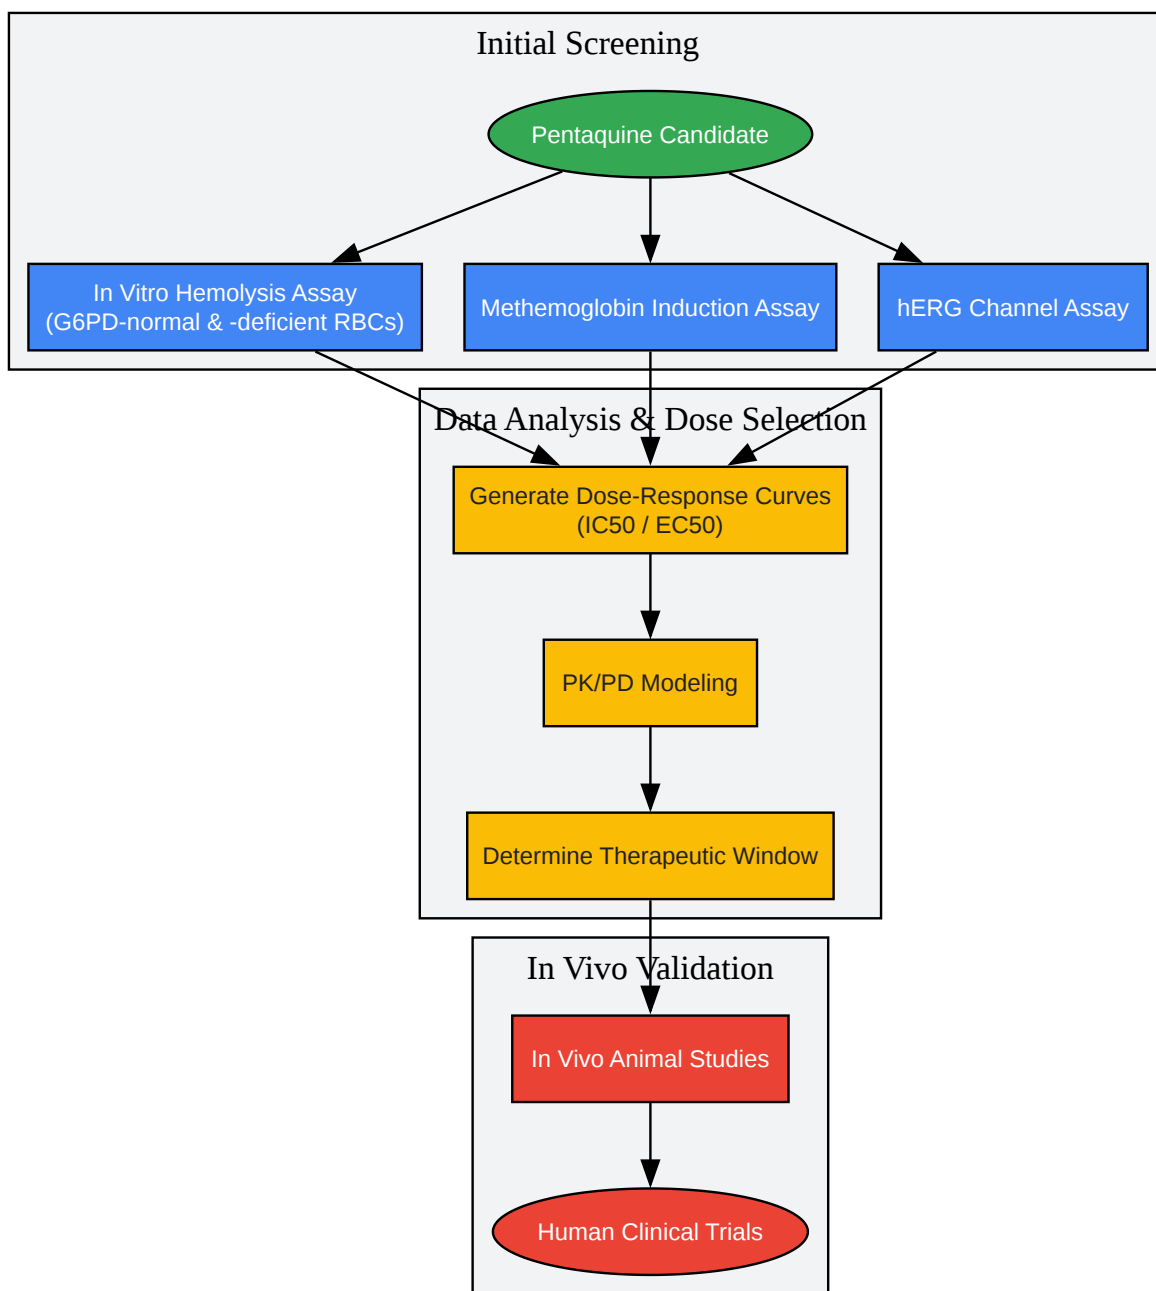 Initial Screening
Pentaquine Candidate
In Vitro Hemolysis Assay
(G6PD-normal & -deficient RBCs)
Methemoglobin Induction Assay
hERG Channel Assay
Data Analysis & Dose Selection
Generate Dose-Response Curves
(IC50 / EC50)
PK/PD Modeling
Determine Therapeutic Window
In Vivo Validation
In Vivo Animal Studies
Human Clinical Trials